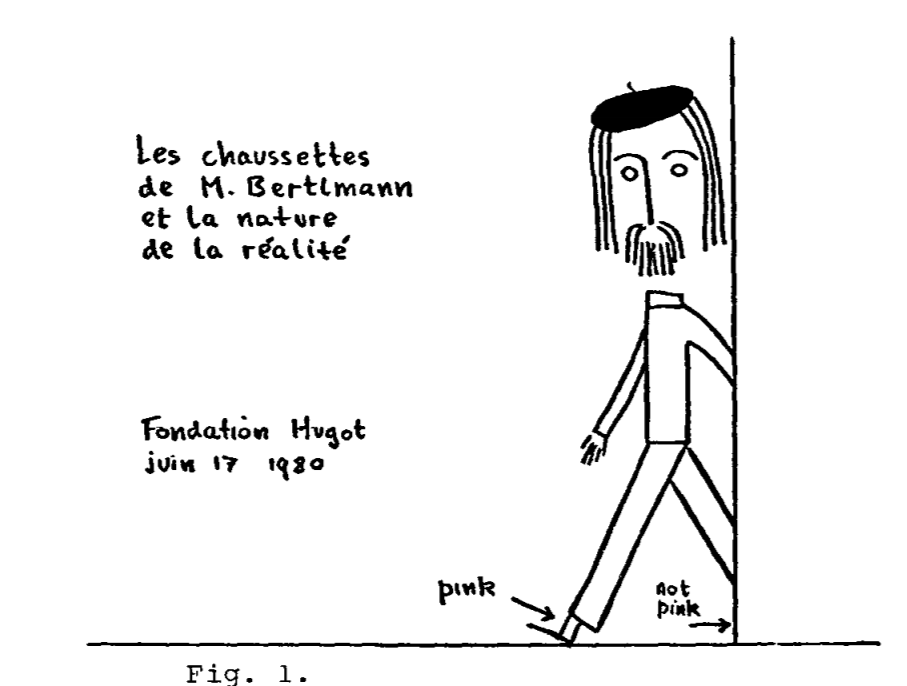 Les chaussettes
de M. Bertlmann
et la nature
de la réalité
Fondation Hugot
juin 17 1980
pink
not
pink
Fig. 1.